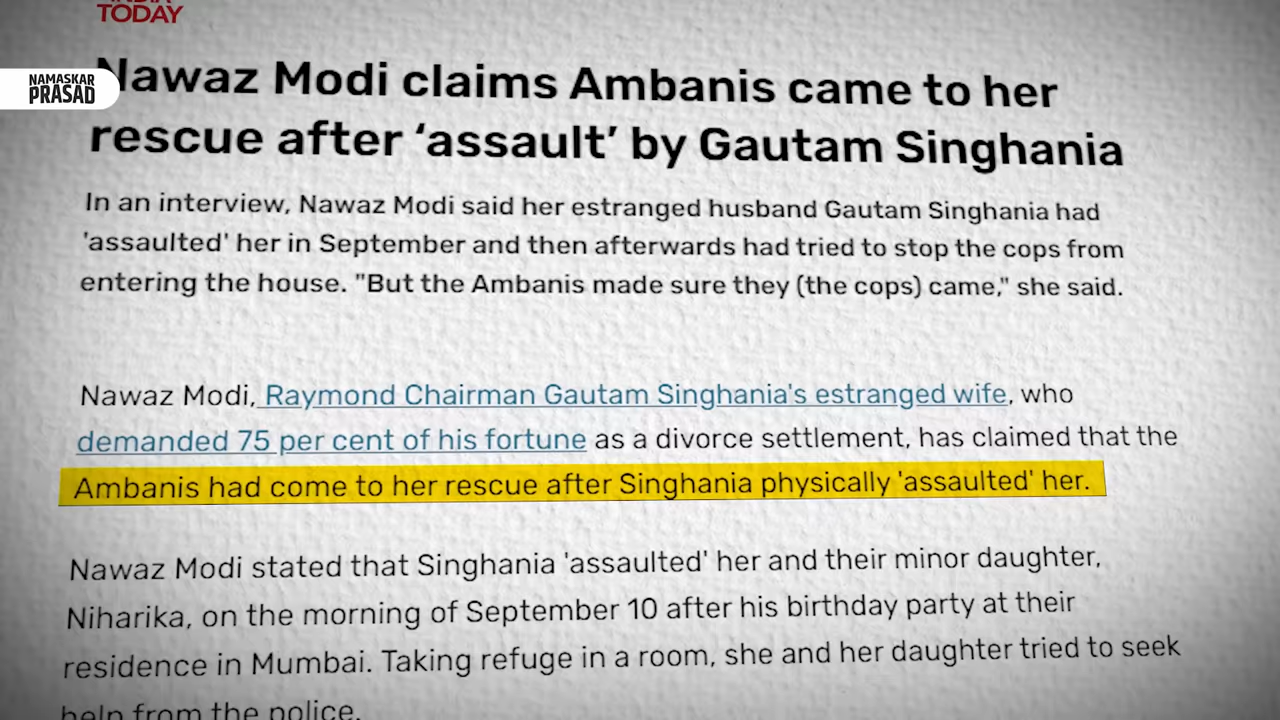 INDIA
TODAY
NAMASKAR
PRASAD
Nawaz Modi claims Ambanis came to her
rescue after ‘assault’ by Gautam Singhania
In an interview, Nawaz Modi said her estranged husband Gautam Singhania had
'assaulted' her in September and then afterwards had tried to stop the cops from
entering the house. "But the Ambanis made sure they (the cops) came," she said.
Nawaz Modi, Raymond Chairman Gautam Singhania's estranged wife, who
demanded 75 per cent of his fortune as a divorce settlement, has claimed that the
Ambanis had come to her rescue after Singhania physically 'assaulted' her.
Nawaz Modi stated that Singhania 'assaulted' her and their minor daughter,
Niharika, on the morning of September 10 after his birthday party at their
residence in Mumbai. Taking refuge in a room, she and her daughter tried to seek
help from the police.